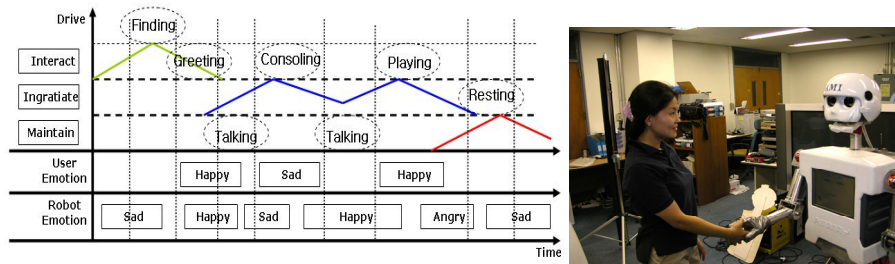 Drive
Finding
Interact
Greeting
Consoling
Playing
Ingratiate
Resting
Maintain
Talking
Talking
User
Emotion
Happy
Sad
Happy
Robot
Emotion
Sad
Happy
Sad
Happy
Angry
Sad
Time
AMI